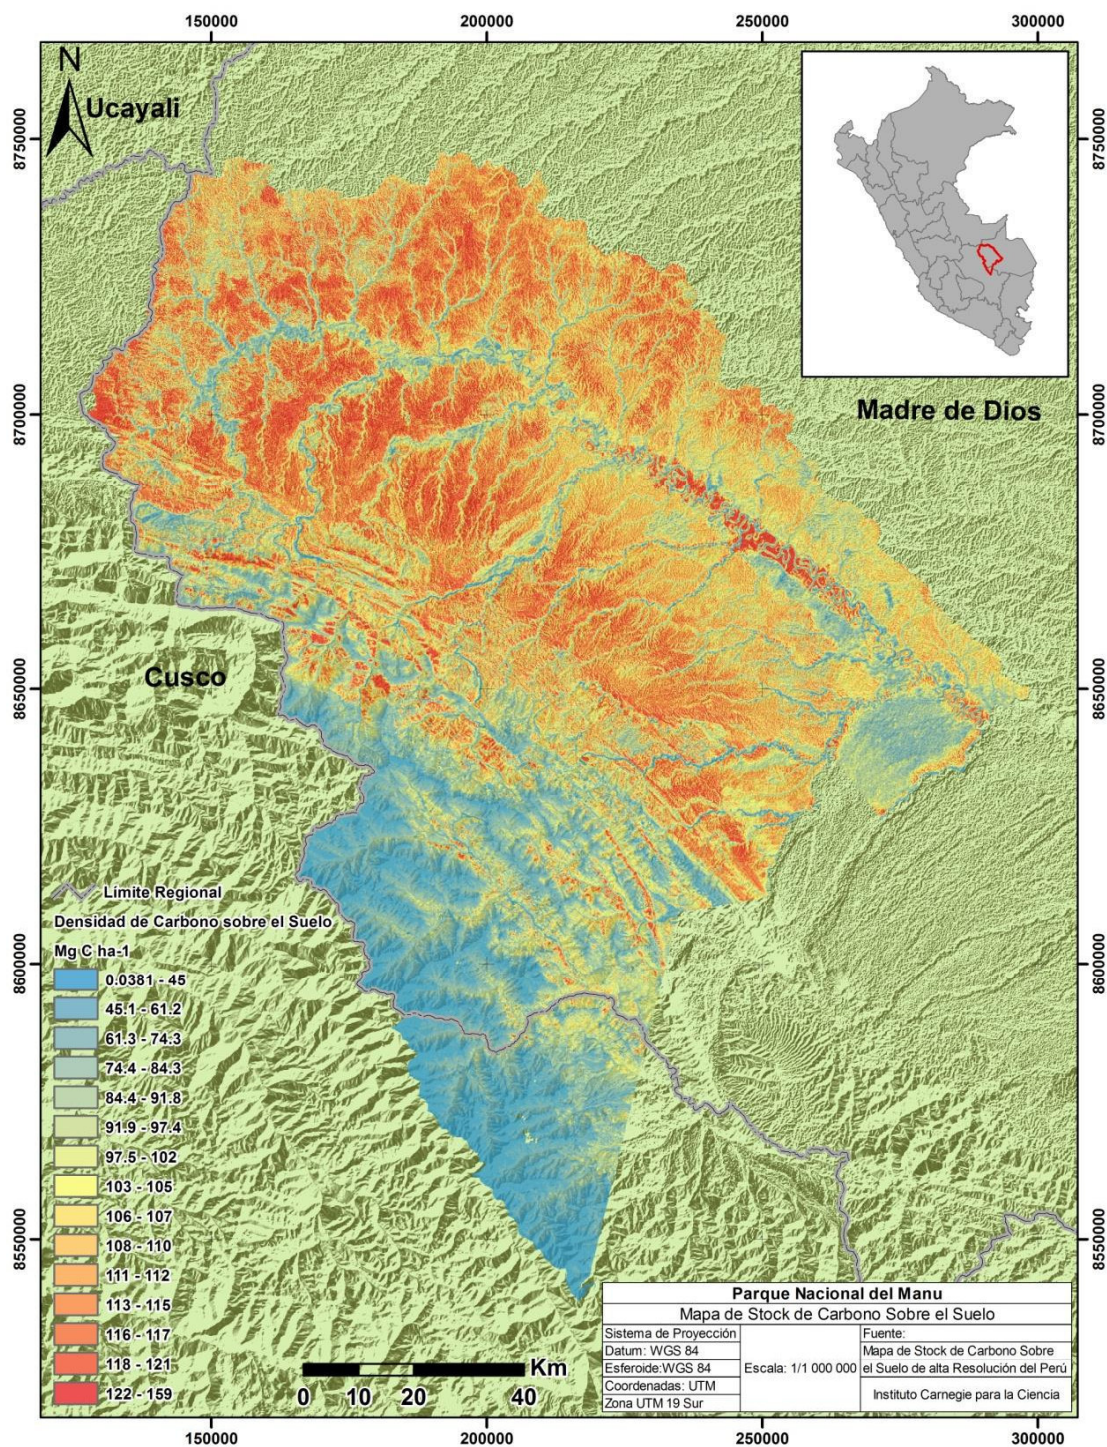 150000
200000
250000
300000
N
Ucayali
8750000
8750000
8700000
Madre de Dios
8700000
Cusco
8650000
8650000
Límite Regional
Densidad de Carbono sobre el Suelo
Mg C ha-1
8600000
8600000
0.0381 - 45
45.1 - 61.2
61.3 - 74.3
74.4 - 84.3
84.4 - 91.8
91.9 - 97.4
97.5 - 102
103 - 105
106 - 107
108 - 110
111 - 112
113 - 115
116 - 117
118 - 121
122 - 159
8550000
8550000
Km
0 10 20 40
Parque Nacional del Manu
Mapa de Stock de Carbono Sobre el Suelo
Sistema de Proyección
Datum: WGS 84
Esferoide:WGS 84
Coordenadas: UTM
Zona UTM 19 Sur
Escala: 1/1 000 000
Fuente:
Mapa de Stock de Carbono Sobre
el Suelo de alta Resolución del Perú
Instituto Carnegie para la Ciencia
150000
200000
250000
300000